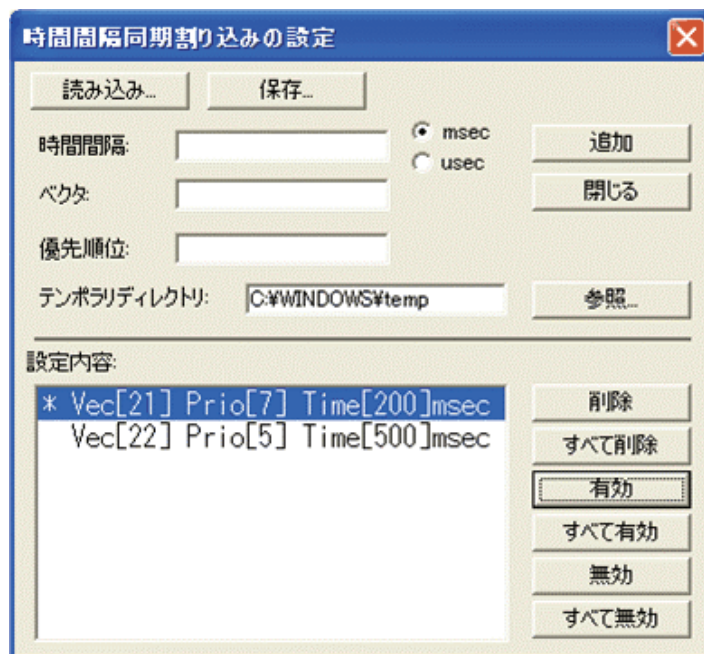 時間間隔同期割り込みの設定
読み込み... 保存...
時間間隔: msec 追加
usec
ベクタ: 閉じる
優先順位:
テンポラリディレクトリ: C:¥WINDOWS¥temp 参照...
設定内容:
* Vec[21] Prio[7] Time[200]msec 削除
Vec[22] Prio[5] Time[500]msec すべて削除
有効
すべて有効
無効
すべて無効